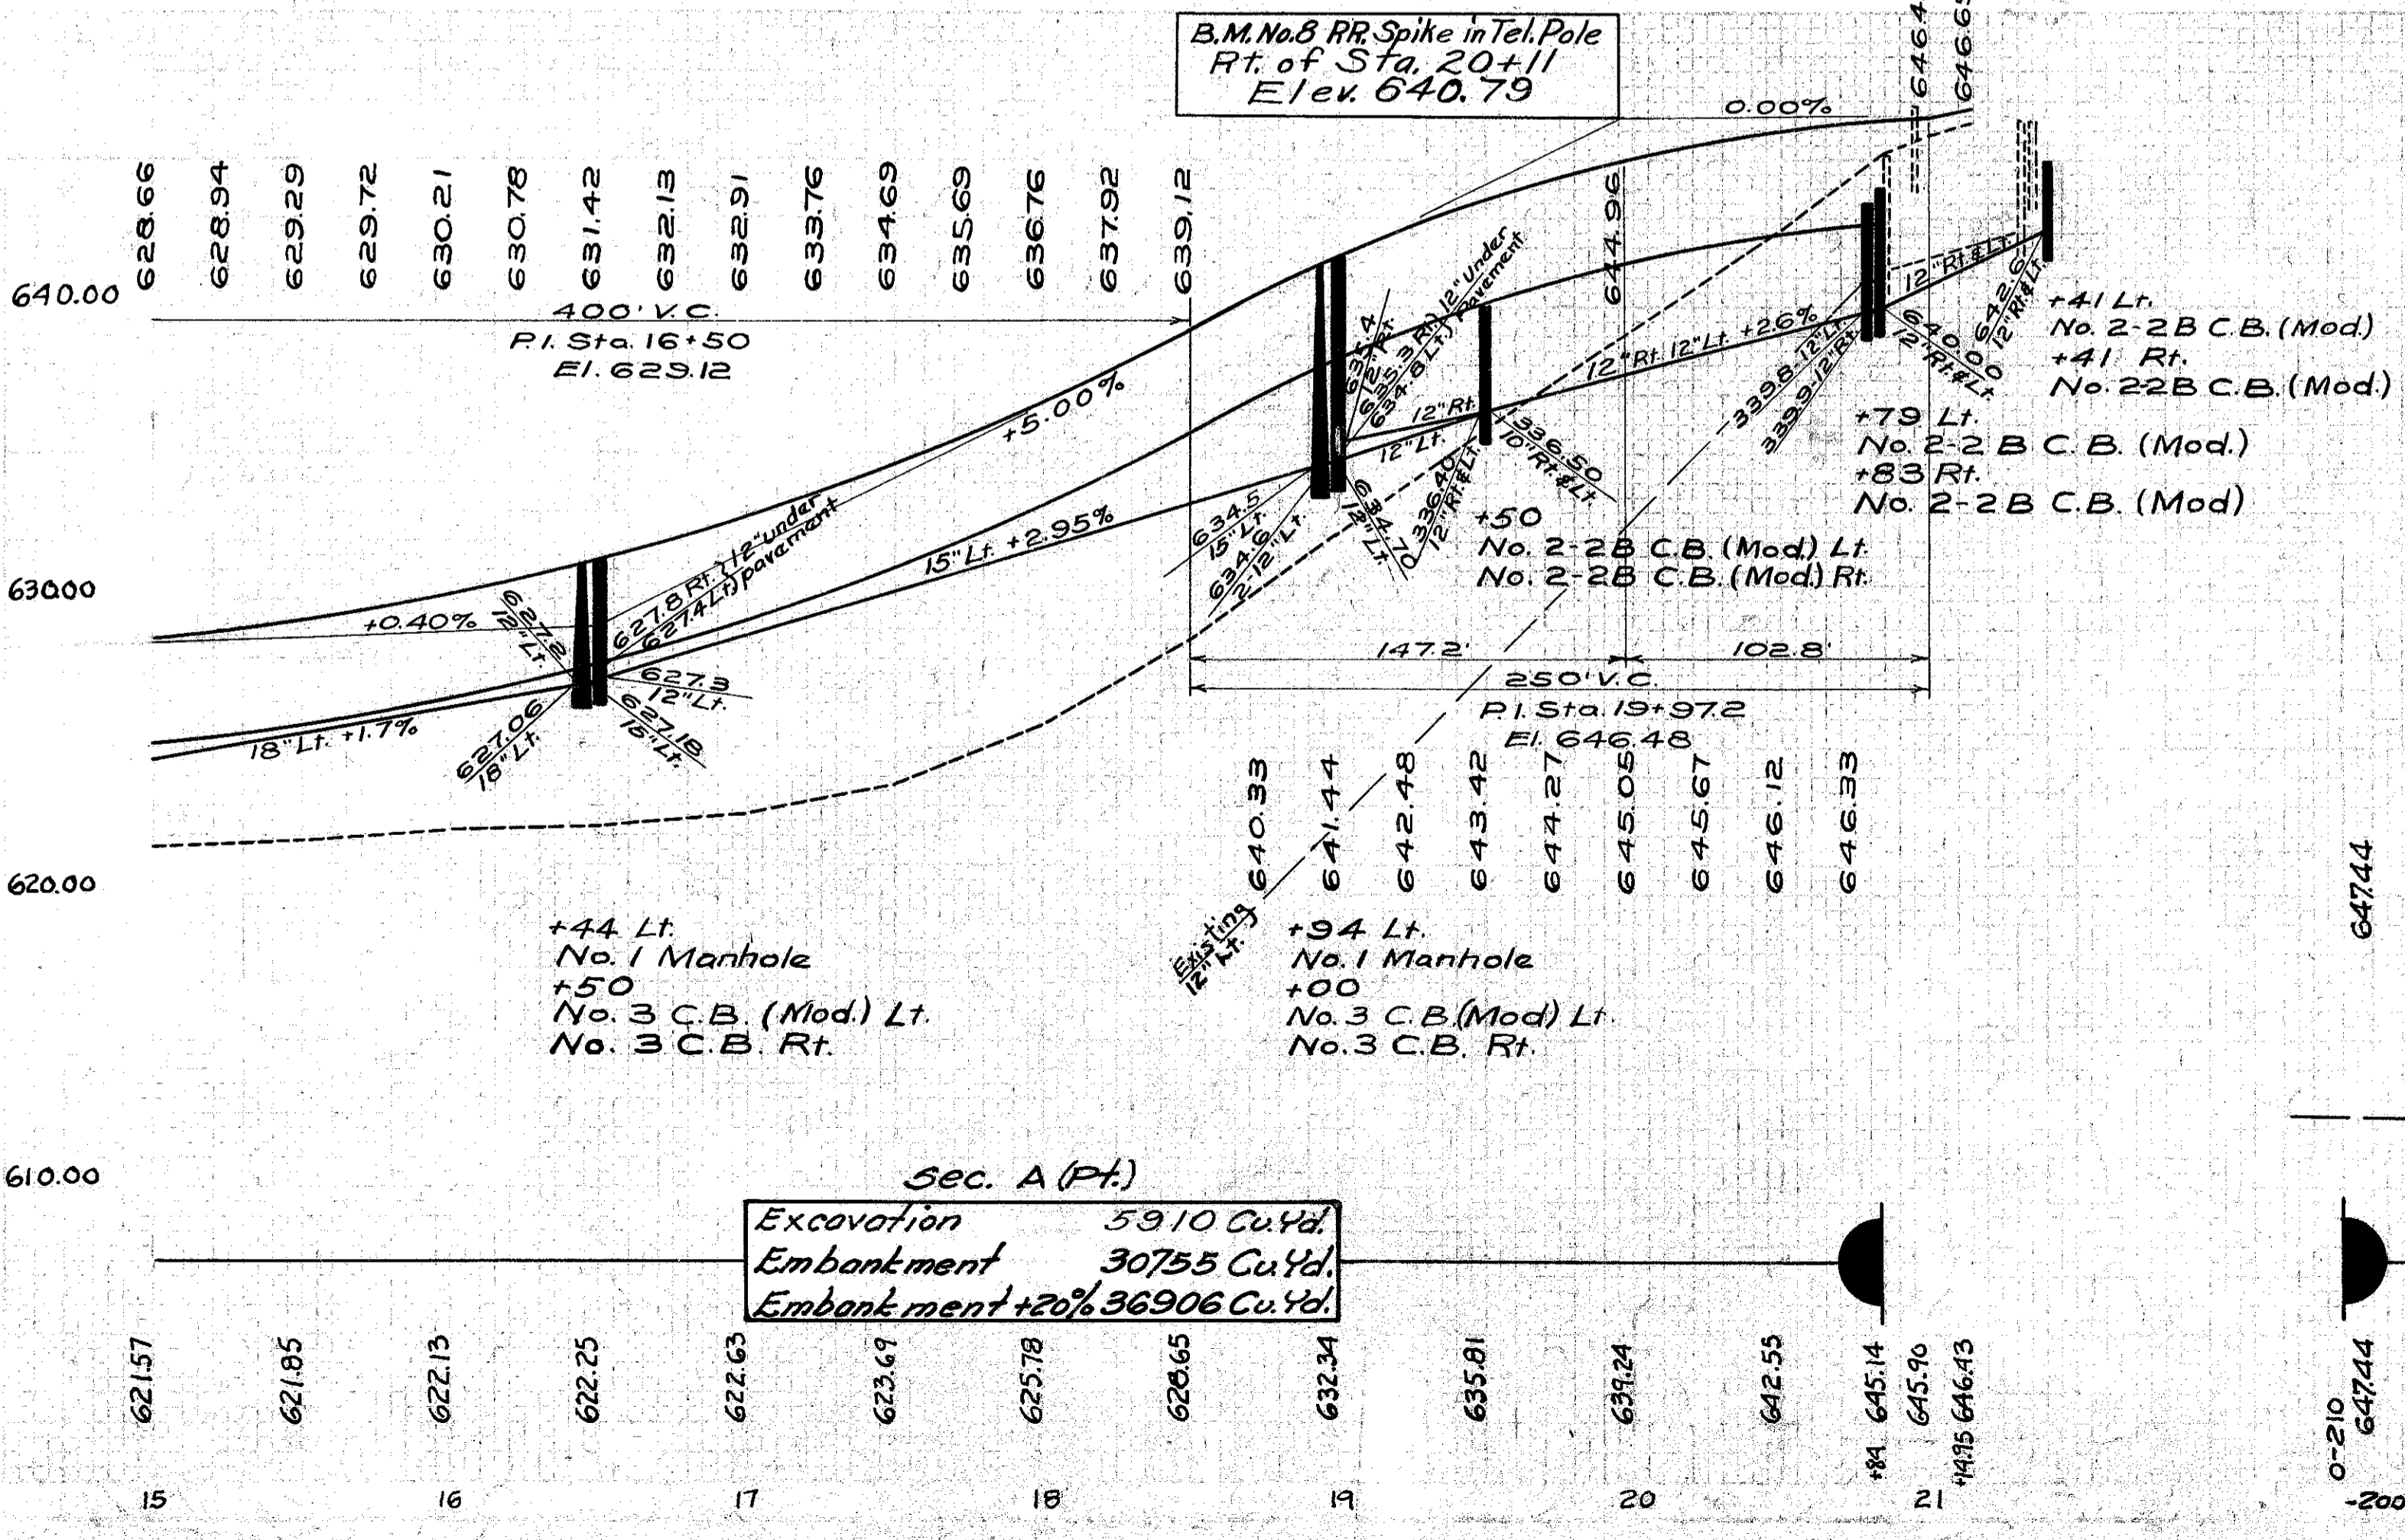 B.M. No.8 RR. Spike in Tel. Pole
Rt. of Sta. 20+11
Elev. 640.79
0.00%
628.66
628.94
629.29
629.72
630.21
630.78
631.42
632.13
632.91
633.76
634.69
635.69
636.76
637.92
639.12
644.96
640.00
400' V.C.
P.I. Sta. 16+50
El. 629.12
+5.00%
635.3 Rt.) 12" Under
634.8 Lt.) Pavement
12" Rt. 12" Lt. +2.6%
12" Rt. & Lt.
642.6
12" Rt. & Lt.
640.00
12" Rt. & Lt.
339.8-12" Lt.
339.9-12" Rt.
+41 Lt.
No. 2-2B C.B. (Mod.)
+41 Rt.
No. 2-2B C.B. (Mod.)
+79 Lt.
No. 2-2 B C.B. (Mod.)
+83 Rt.
No. 2-2 B C.B. (Mod)
12" Rt.
12" Lt.
336.50
10" Rt. & Lt.
336.40
12" Rt. & Lt.
634.70
12" Lt.
634.5
15" Lt.
634.6
2-12" Lt.
+50
No. 2-2B C.B. (Mod.) Lt.
No. 2-2B C.B. (Mod.) Rt.
15" Lt. +2.95%
630.00
+0.40%
627.2
12" Lt.
627.8 Rt.) 12" under
627.4 Lt.) pavement
627.3
12" Lt.
627.18
15" Lt.
627.06
18" Lt.
18" Lt. +1.7%
147.2'
102.8'
250' V.C.
P.I. Sta. 19+97.2
El. 646.48
640.33
641.44
642.48
643.42
644.27
645.05
645.67
646.12
646.33
647.44
620.00
Existing
12" Lt.
+44 Lt.
No. 1 Manhole
+50
No. 3 C.B. (Mod.) Lt.
No. 3 C.B. Rt.
+94 Lt.
No. 1 Manhole
+00
No. 3 C.B. (Mod) Lt.
No. 3 C.B. Rt.
610.00
Sec. A (Pt.)
Excavation 5910 Cu.Yd.
Embankment 30755 Cu.Yd.
Embankment +20% 36906 Cu.Yd.
621.57
621.85
622.13
622.25
622.63
623.69
625.78
628.65
632.34
635.81
639.24
642.55
+84 645.14
645.90
+14.95 646.43
0-210
647.44
15
16
17
18
19
20
21
-200